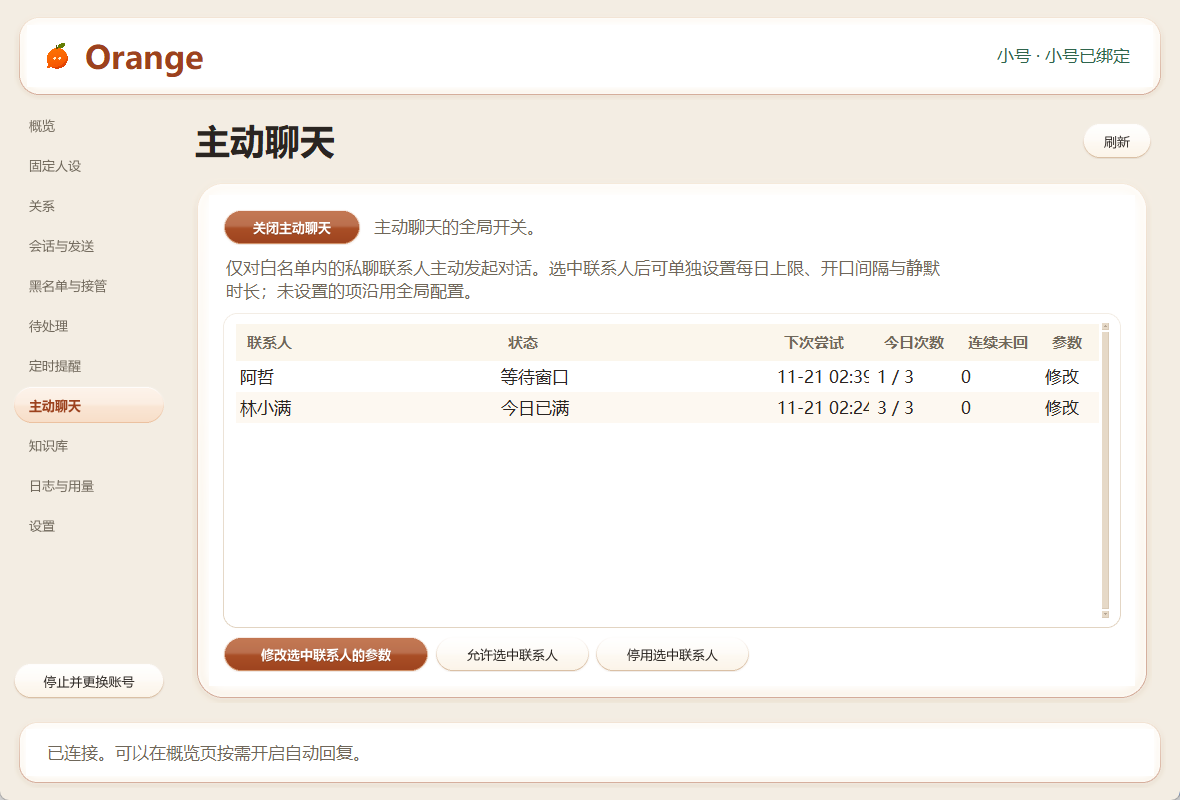 Orange
小号 · 小号已绑定
概览
固定人设
关系
会话与发送
黑名单与接管
待处理
定时提醒
主动聊天
知识库
日志与用量
设置
停止并更换账号
主动聊天
刷新
关闭主动聊天
主动聊天的全局开关。
仅对白名单内的私聊联系人主动发起对话。选中联系人后可单独设置每日上限、开口间隔与静默
时长；未设置的项沿用全局配置。
联系人 状态 下次尝试 今日次数 连续未回 参数
阿哲 等待窗口 11-21 02:39 1 / 3 0 修改
林小满 今日已满 11-21 02:24 3 / 3 0 修改
修改选中联系人的参数
允许选中联系人
停用选中联系人
已连接。可以在概览页按需开启自动回复。